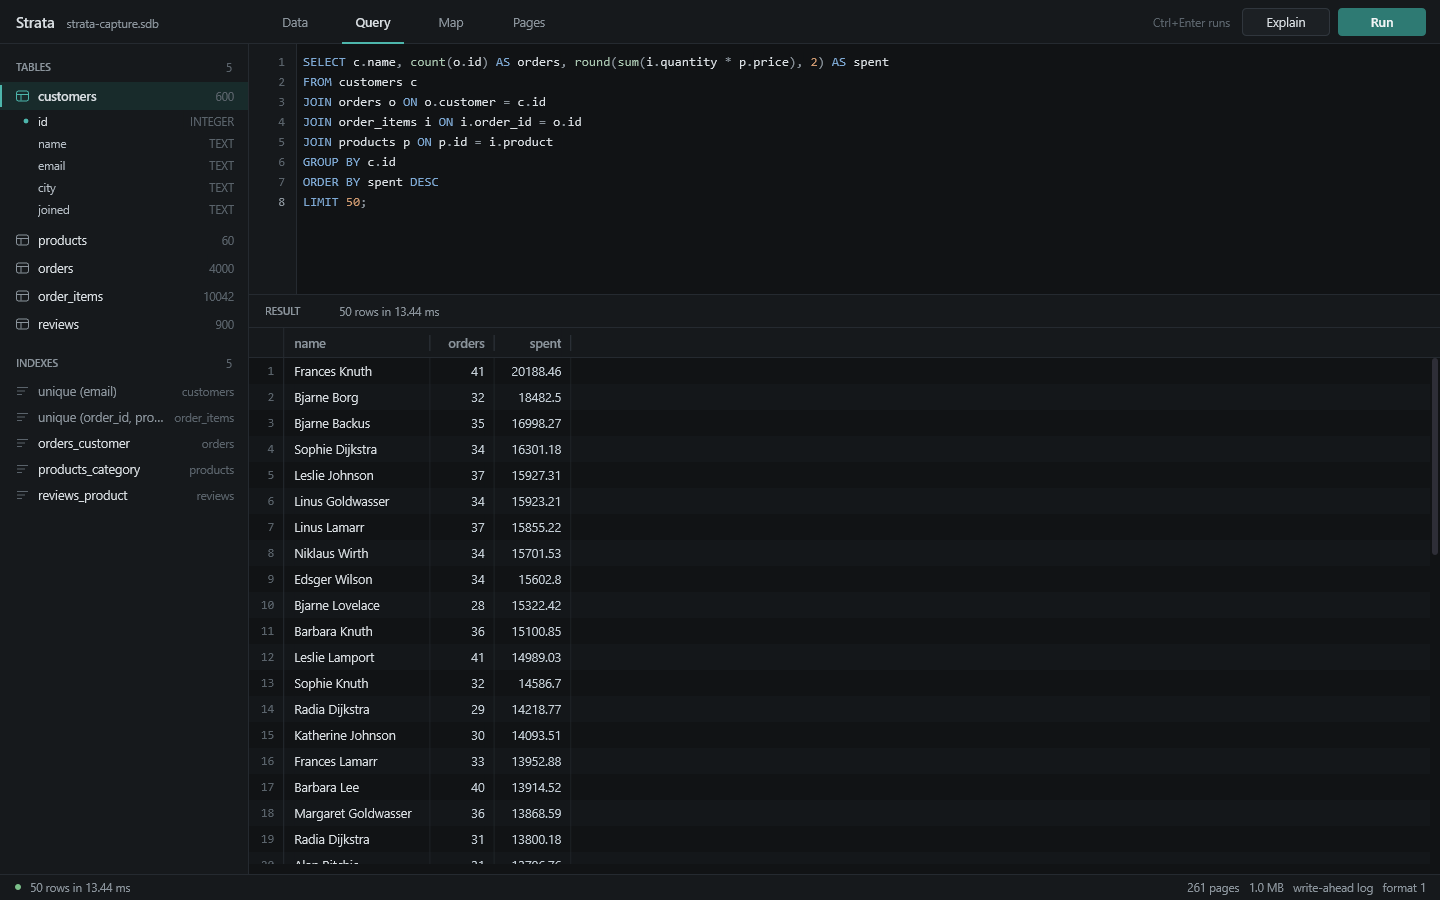 Strata strata-capture.sdb Data Query Map Pages Ctrl+Enter runs Explain Run
TABLES 5
customers 600
id INTEGER
name TEXT
email TEXT
city TEXT
joined TEXT
products 60
orders 4000
order_items 10042
reviews 900
INDEXES 5
unique (email) customers
unique (order_id, pro... order_items
orders_customer orders
products_category products
reviews_product reviews
1 SELECT c.name, count(o.id) AS orders, round(sum(i.quantity * p.price), 2) AS spent
2 FROM customers c
3 JOIN orders o ON o.customer = c.id
4 JOIN order_items i ON i.order_id = o.id
5 JOIN products p ON p.id = i.product
6 GROUP BY c.id
7 ORDER BY spent DESC
8 LIMIT 50;
RESULT 50 rows in 13.44 ms
name orders spent
1 Frances Knuth 41 20188.46
2 Bjarne Borg 32 18482.5
3 Bjarne Backus 35 16998.27
4 Sophie Dijkstra 34 16301.18
5 Leslie Johnson 37 15927.31
6 Linus Goldwasser 34 15923.21
7 Linus Lamarr 37 15855.22
8 Niklaus Wirth 34 15701.53
9 Edsger Wilson 34 15602.8
10 Bjarne Lovelace 28 15322.42
11 Barbara Knuth 36 15100.85
12 Leslie Lamport 41 14989.03
13 Sophie Knuth 32 14586.7
14 Radia Dijkstra 29 14218.77
15 Katherine Johnson 30 14093.51
16 Frances Lamarr 33 13952.88
17 Barbara Lee 40 13914.52
18 Margaret Goldwasser 36 13868.59
19 Radia Dijkstra 31 13800.18
50 rows in 13.44 ms 261 pages 1.0 MB write-ahead log format 1